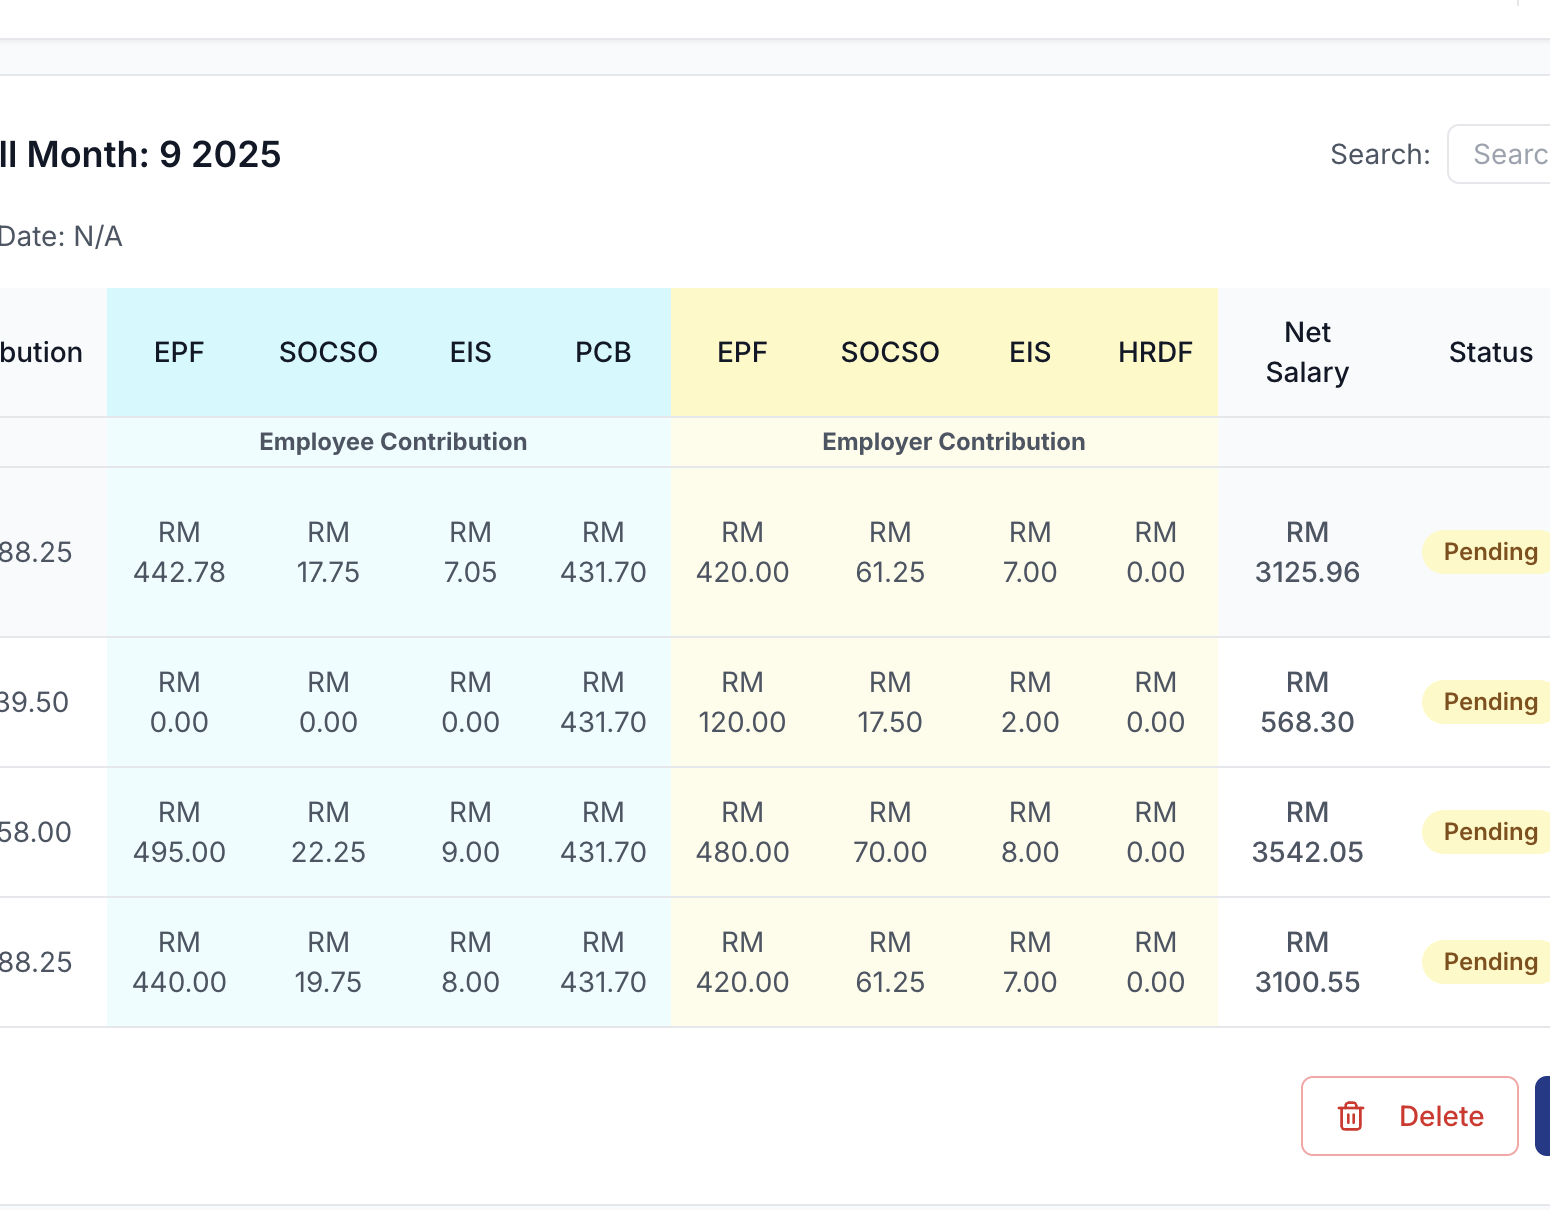 ll Month: 9 2025
Search:
Searc
Date: N/A
bution EPF SOCSO EIS PCB EPF SOCSO EIS HRDF Net Salary Status
Employee Contribution Employer Contribution
88.25 RM 442.78 RM 17.75 RM 7.05 RM 431.70 RM 420.00 RM 61.25 RM 7.00 RM 0.00 RM 3125.96 Pending
39.50 RM 0.00 RM 0.00 RM 0.00 RM 431.70 RM 120.00 RM 17.50 RM 2.00 RM 0.00 RM 568.30 Pending
58.00 RM 495.00 RM 22.25 RM 9.00 RM 431.70 RM 480.00 RM 70.00 RM 8.00 RM 0.00 RM 3542.05 Pending
88.25 RM 440.00 RM 19.75 RM 8.00 RM 431.70 RM 420.00 RM 61.25 RM 7.00 RM 0.00 RM 3100.55 Pending
Delete